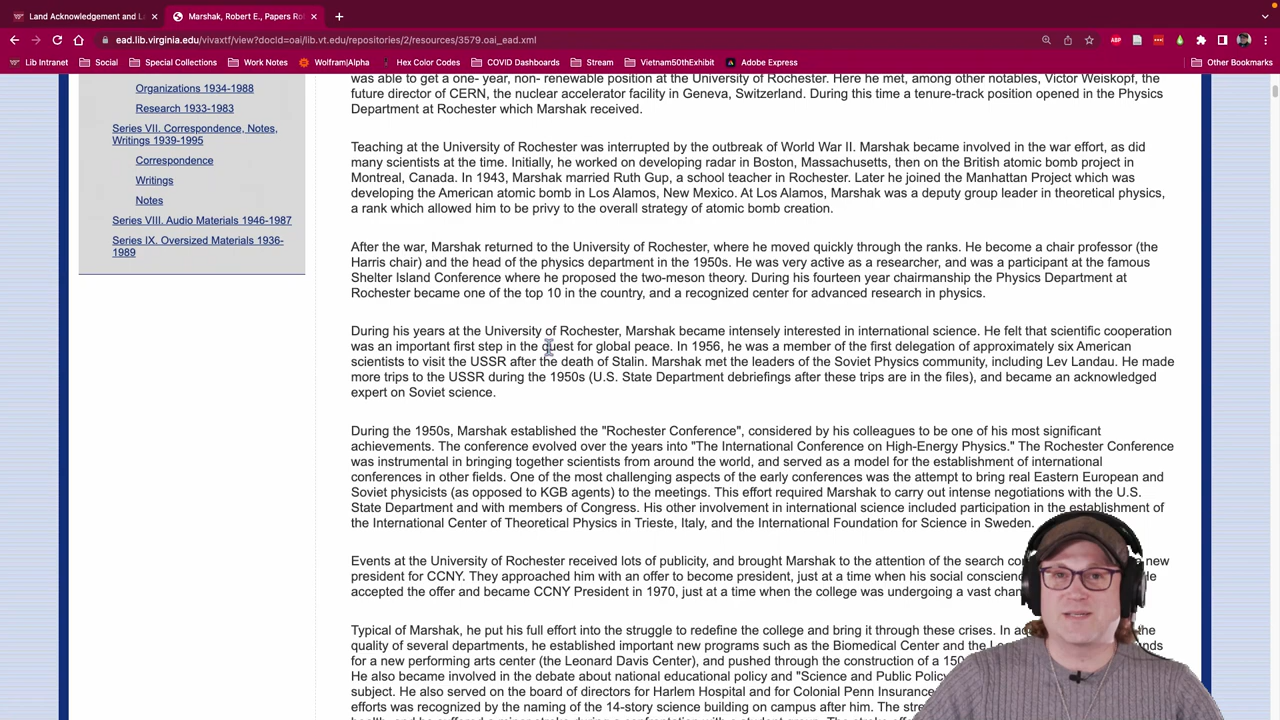 Land Acknowledgement and L
Marshak, Robert E., Papers Rol
ead.lib.virginia.edu/vivaxtf/view?docId=oai/lib.vt.edu/repositories/2/resources/3579.oai_ead.xml
Lib Intranet Social Special Collections Work Notes Wolfram|Alpha Hex Color Codes COVID Dashboards Stream Vietnam50thExhibit Adobe Express Other Bookmarks
Organizations 1934-1988
Research 1933-1983
Series VII. Correspondence, Notes,
Writings 1939-1995
Correspondence
Writings
Notes
Series VIII. Audio Materials 1946-1987
Series IX. Oversized Materials 1936-
1989
was able to get a one- year, non- renewable position at the University of Rochester. Here he met, among other notables, Victor Weiskopf, the
future director of CERN, the nuclear accelerator facility in Geneva, Switzerland. During this time a tenure-track position opened in the Physics
Department at Rochester which Marshak received.
Teaching at the University of Rochester was interrupted by the outbreak of World War II. Marshak became involved in the war effort, as did
many scientists at the time. Initially, he worked on developing radar in Boston, Massachusetts, then on the British atomic bomb project in
Montreal, Canada. In 1943, Marshak married Ruth Gup, a school teacher in Rochester. Later he joined the Manhattan Project which was
developing the American atomic bomb in Los Alamos, New Mexico. At Los Alamos, Marshak was a deputy group leader in theoretical physics,
a rank which allowed him to be privy to the overall strategy of atomic bomb creation.
After the war, Marshak returned to the University of Rochester, where he moved quickly through the ranks. He become a chair professor (the
Harris chair) and the head of the physics department in the 1950s. He was very active as a researcher, and was a participant at the famous
Shelter Island Conference where he proposed the two-meson theory. During his fourteen year chairmanship the Physics Department at
Rochester became one of the top 10 in the country, and a recognized center for advanced research in physics.
During his years at the University of Rochester, Marshak became intensely interested in international science. He felt that scientific cooperation
was an important first step in the quest for global peace. In 1956, he was a member of the first delegation of approximately six American
scientists to visit the USSR after the death of Stalin. Marshak met the leaders of the Soviet Physics community, including Lev Landau. He made
more trips to the USSR during the 1950s (U.S. State Department debriefings after these trips are in the files), and became an acknowledged
expert on Soviet science.
During the 1950s, Marshak established the "Rochester Conference", considered by his colleagues to be one of his most significant
achievements. The conference evolved over the years into "The International Conference on High-Energy Physics." The Rochester Conference
was instrumental in bringing together scientists from around the world, and served as a model for the establishment of international
conferences in other fields. One of the most challenging aspects of the early conferences was the attempt to bring real Eastern European and
Soviet physicists (as opposed to KGB agents) to the meetings. This effort required Marshak to carry out intense negotiations with the U.S.
State Department and with members of Congress. His other involvement in international science included participation in the establishment of
the International Center of Theoretical Physics in Trieste, Italy, and the International Foundation for Science in Sweden.
Events at the University of Rochester received lots of publicity, and brought Marshak to the attention of the search new
president for CCNY. They approached him with an offer to become president, just at a time when his social
accepted the offer and became CCNY President in 1970, just at a time when the college was undergoing a vast
Typical of Marshak, he put his full effort into the struggle to redefine the college and bring it through these crises. In the
quality of several departments, he established important new programs such as the Biomedical Center and the
for a new performing arts center (the Leonard Davis Center), and pushed through the construction of a
He also became involved in the debate about national educational policy and "Science and Public
subject. He also served on the board of directors for Harlem Hospital and for Colonial Penn Insurance
efforts was recognized by the naming of the 14-story science building on campus after him. The